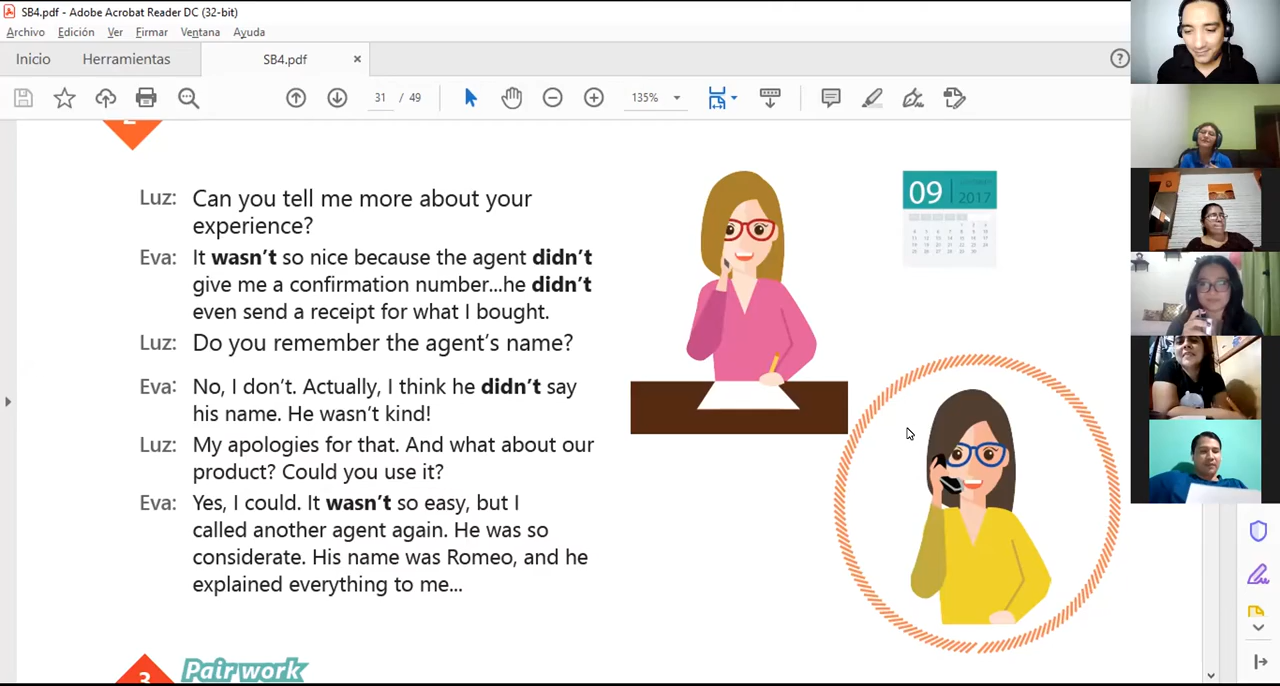 SB4.pdf - Adobe Acrobat Reader DC (32-bit)
Archivo Edición Ver Firmar Ventana Ayuda
Inicio Herramientas SB4.pdf ×
31 / 49 135%
Luz: Can you tell me more about your
experience?
Eva: It wasn't so nice because the agent didn't
give me a confirmation number...he didn't
even send a receipt for what I bought.
Luz: Do you remember the agent's name?
Eva: No, I don't. Actually, I think he didn't say
his name. He wasn't kind!
Luz: My apologies for that. And what about our
product? Could you use it?
Eva: Yes, I could. It wasn't so easy, but I
called another agent again. He was so
considerate. His name was Romeo, and he
explained everything to me...
09 2017
3 Pair work